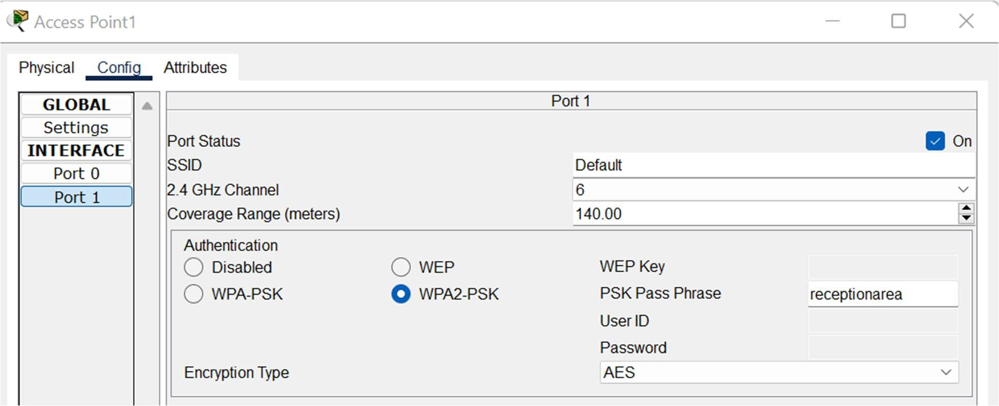 Access Point1
Physical Config Attributes
GLOBAL
Settings
INTERFACE
Port 0
Port 1
Port 1
Port Status On
SSID Default
2.4 GHz Channel 6
Coverage Range (meters) 140.00
Authentication
Disabled WEP WEP Key
WPA-PSK WPA2-PSK PSK Pass Phrase receptionarea
User ID
Password
Encryption Type AES